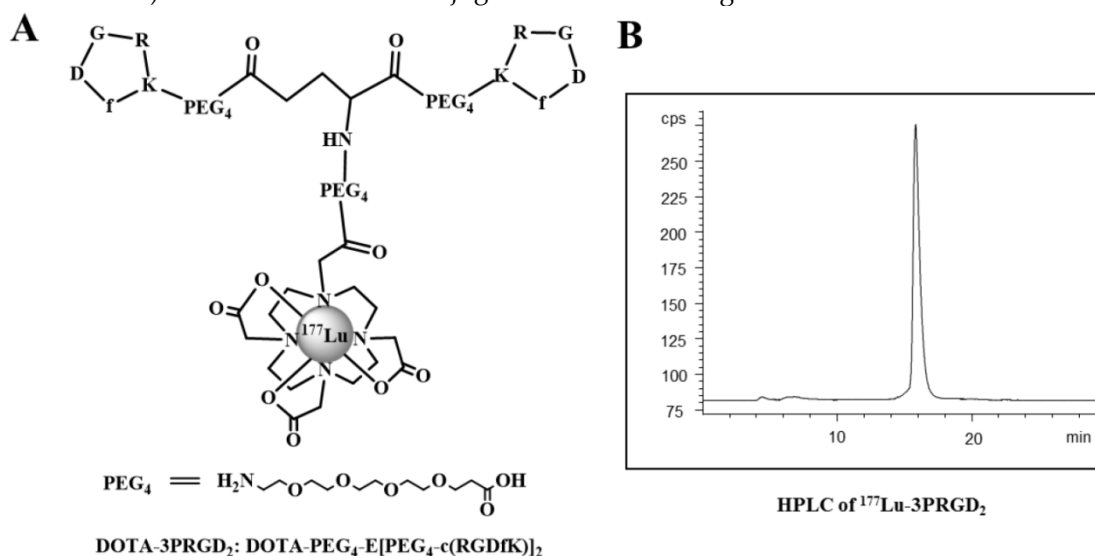 A
G R
D
f K
PEG₄
O
O
PEG₄
R G
K D
f
HN
PEG₄
O
O
O
N
N ¹⁷⁷Lu N
N
O
O
O
O
PEG₄ = H₂N O O O O OH
O
DOTA-3PRGD₂: DOTA-PEG₄-E[PEG₄-c(RGDfK)]₂
B
cps
250
225
200
175
150
125
100
75
10 20 min
HPLC of ¹⁷⁷Lu-3PRGD₂